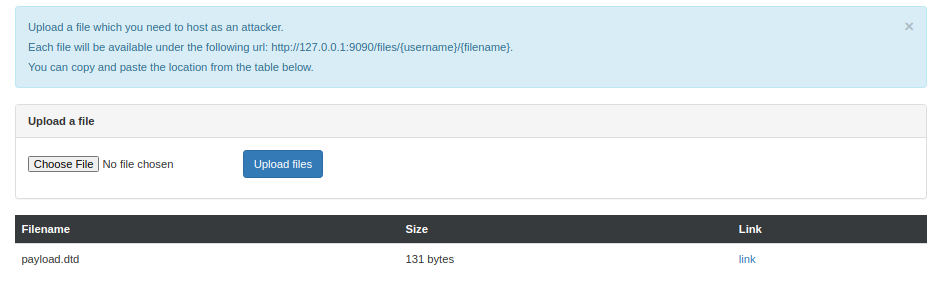 Upload a file which you need to host as an attacker.
×
Each file will be available under the following url: http://127.0.0.1:9090/files/{username}/{filename}.
You can copy and paste the location from the table below.
Upload a file
Choose File No file chosen Upload files
Filename Size Link
payload.dtd 131 bytes link